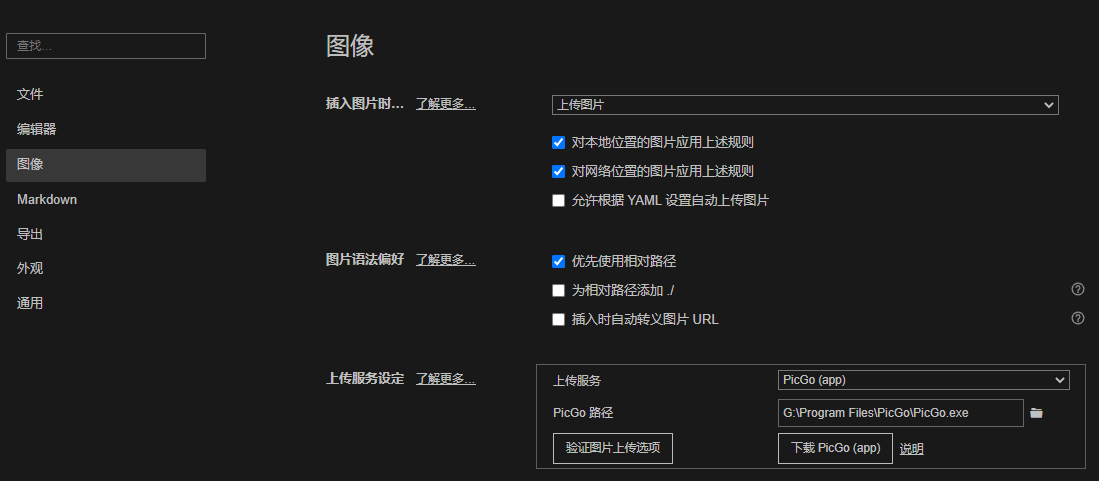 查找...
文件
编辑器
图像
Markdown
导出
外观
通用
图像
插入图片时... 了解更多... 上传图片
对本地位置的图片应用上述规则
对网络位置的图片应用上述规则
允许根据 YAML 设置自动上传图片
图片语法偏好 了解更多... 优先使用相对路径
为相对路径添加 ./
插入时自动转义图片 URL
上传服务设定 了解更多... 上传服务 PicGo (app)
PicGo 路径 G:\Program Files\PicGo\PicGo.exe
验证图片上传选项 下载 PicGo (app) 说明